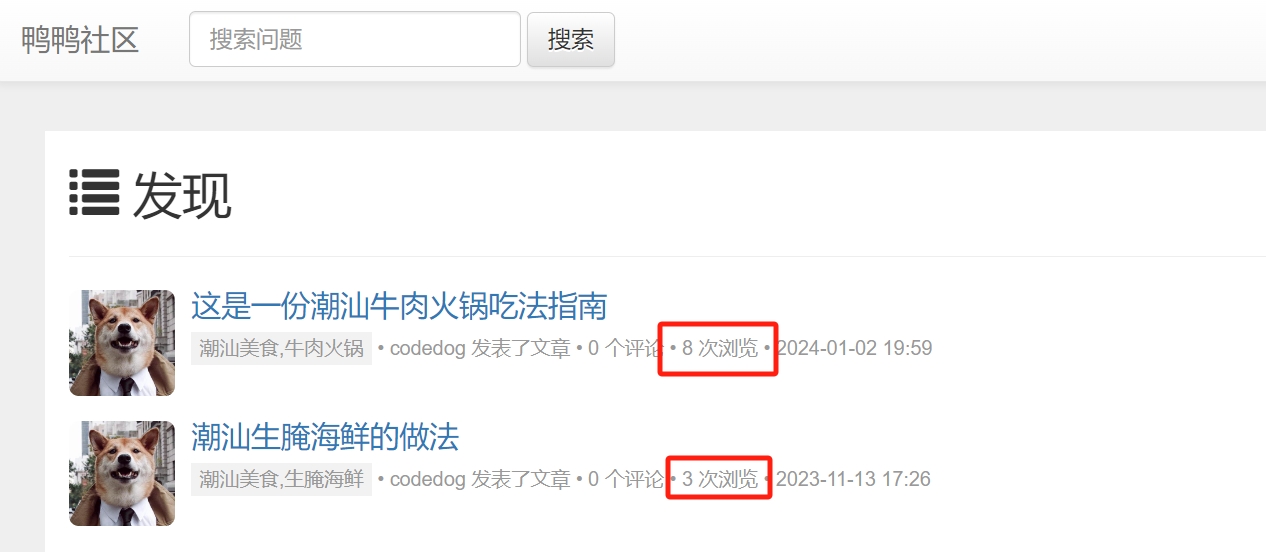 鸭鸭社区 搜索问题 搜索
发现
这是一份潮汕牛肉火锅吃法指南
潮汕美食,牛肉火锅 • codedog 发表了文章 • 0 个评论 • 8 次浏览 • 2024-01-02 19:59
潮汕生腌海鲜的做法
潮汕美食,生腌海鲜 • codedog 发表了文章 • 0 个评论 • 3 次浏览 • 2023-11-13 17:26